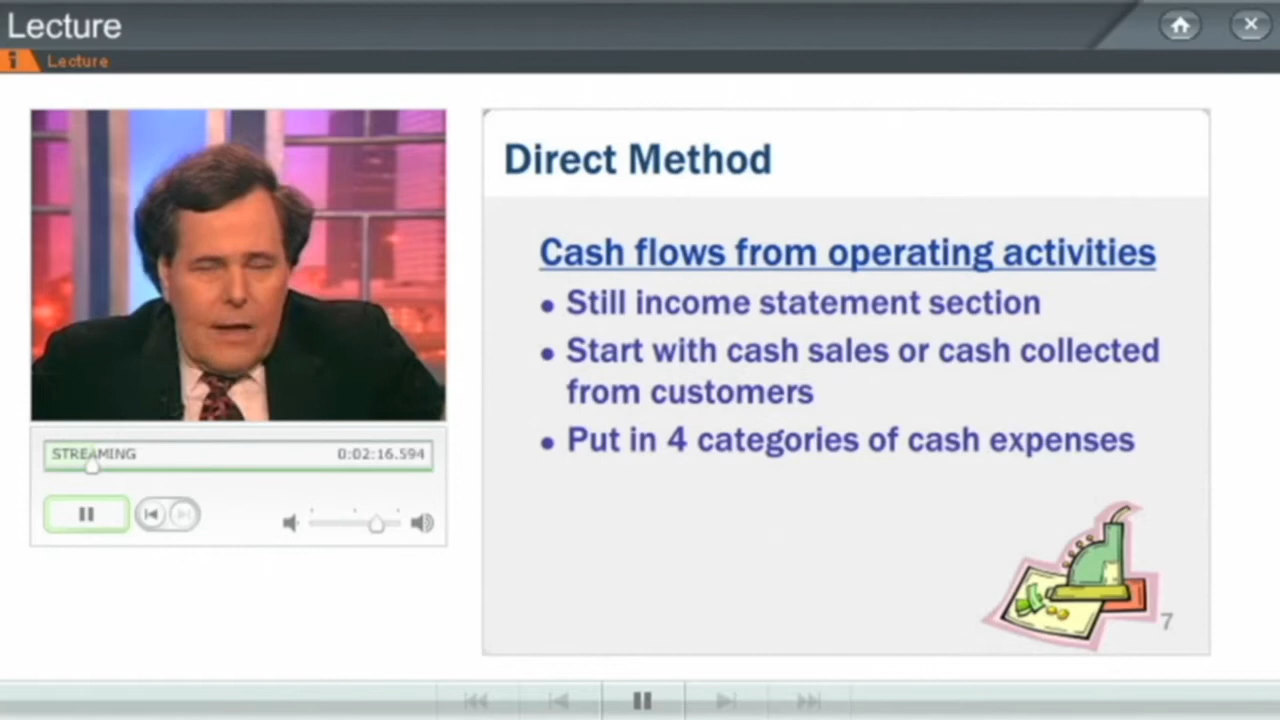 Lecture
i Lecture
Direct Method
Cash flows from operating activities
• Still income statement section
• Start with cash sales or cash collected
from customers
• Put in 4 categories of cash expenses
STREAMING 0:02:16.594
7